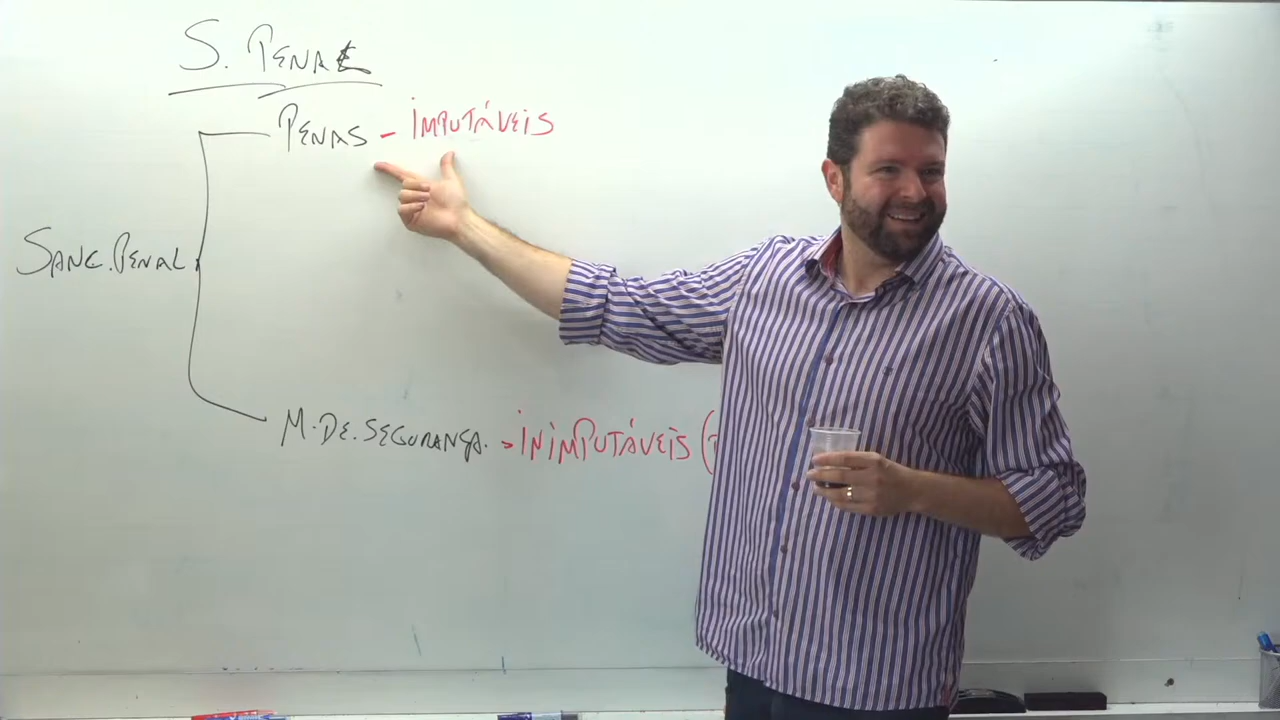 S. PENAL
PENAS - IMPUTÁVEIS
SANC. PENAL
M. DE. SEGURANÇA. → INIMPUTÁVEIS (